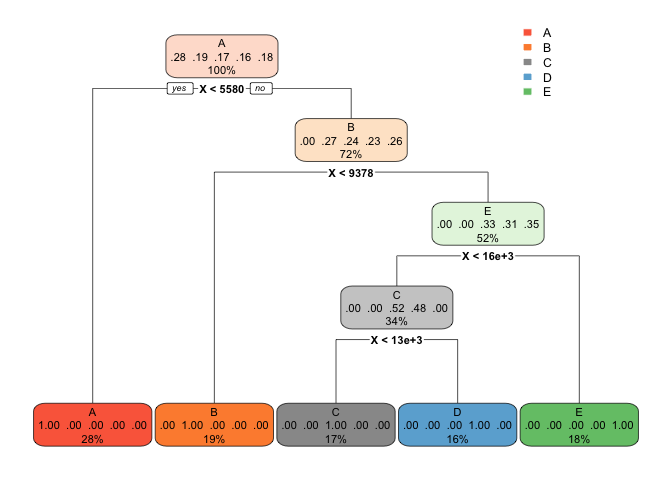 A
B
C
D
E
A
.28 .19 .17 .16 .18
100%
yes X < 5580 no
B
.00 .27 .24 .23 .26
72%
X < 9378
E
.00 .00 .33 .31 .35
52%
X < 16e+3
C
.00 .00 .52 .48 .00
34%
X < 13e+3
A
1.00 .00 .00 .00 .00
28%
B
.00 1.00 .00 .00 .00
19%
C
.00 .00 1.00 .00 .00
17%
D
.00 .00 .00 1.00 .00
16%
E
.00 .00 .00 .00 1.00
18%